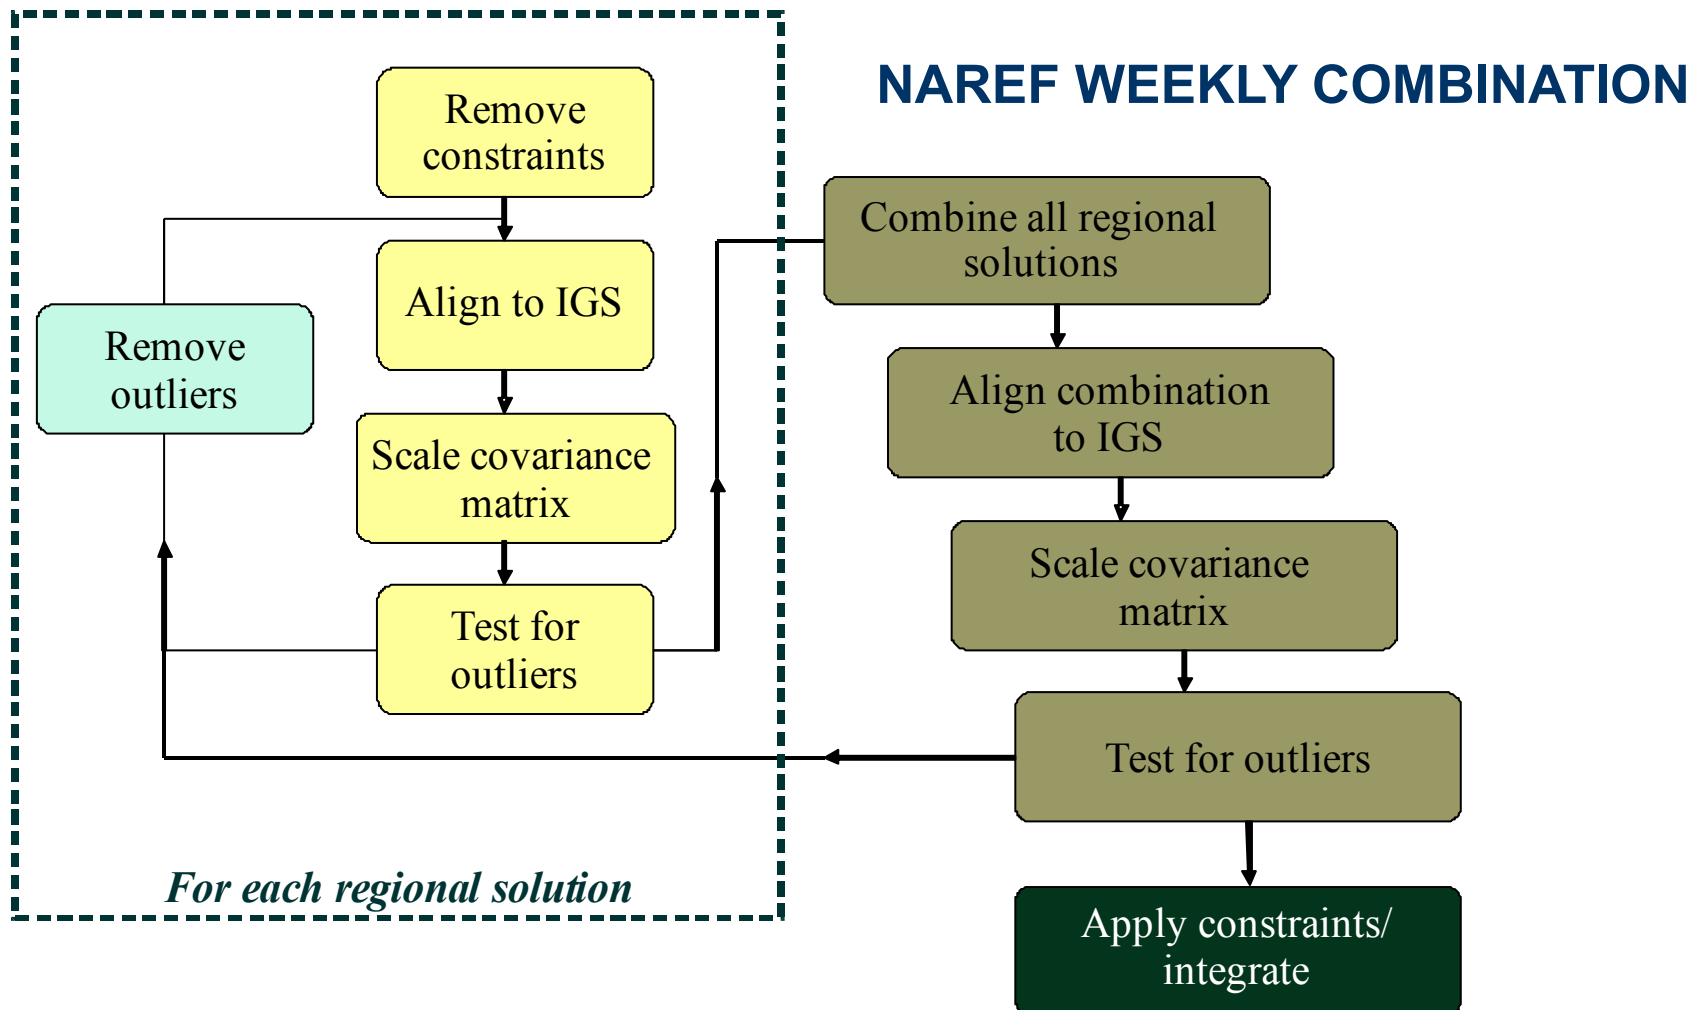 NAREF WEEKLY COMBINATION
Remove
constraints
Align to IGS
Scale covariance
matrix
Test for
outliers
Remove
outliers
For each regional solution
Combine all regional
solutions
Align combination
to IGS
Scale covariance
matrix
Test for outliers
Apply constraints/
integrate